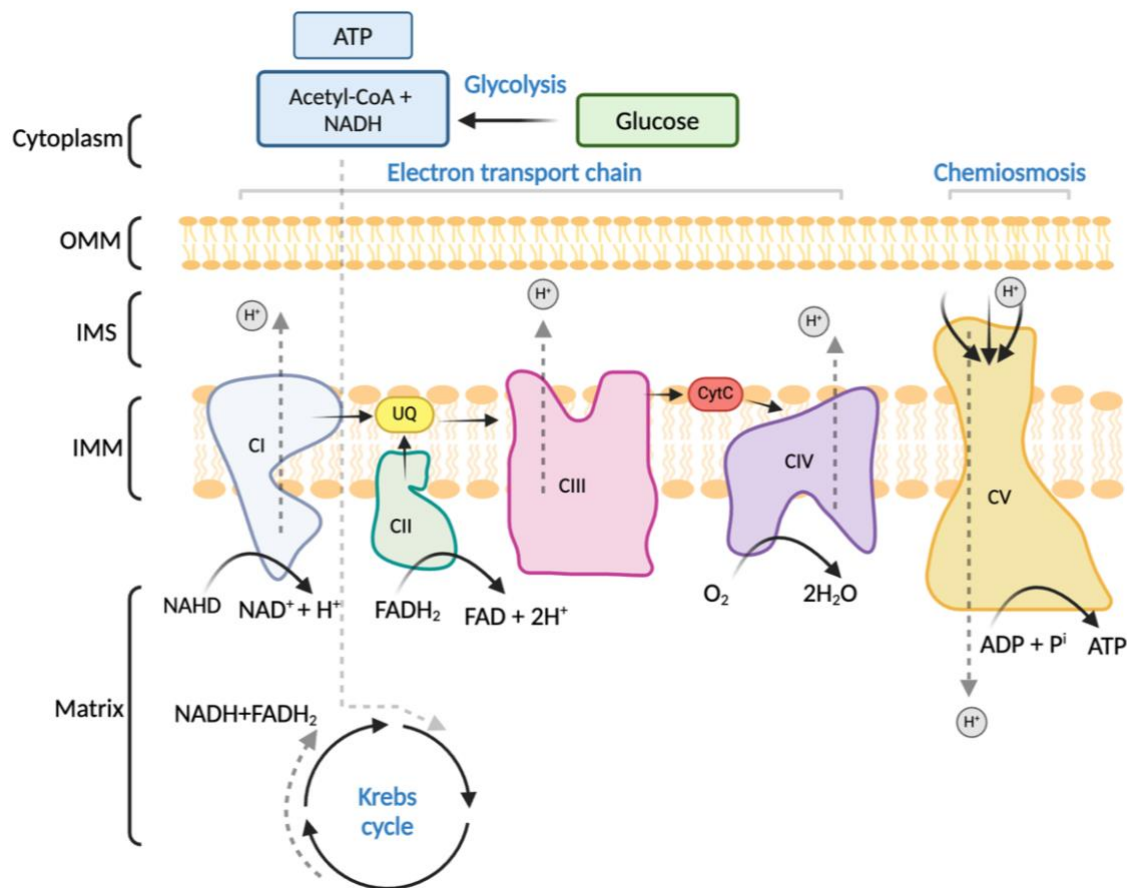 ATP
Acetyl-CoA +
NADH
Glycolysis
Glucose
Cytoplasm
Electron transport chain
Chemiosmosis
OMM
H⁺
H⁺
H⁺
H⁺
IMS
IMM
CI
UQ
CII
CIII
CytC
CIV
CV
NAHD
NAD⁺ + H⁺
FADH₂
FAD + 2H⁺
O₂
2H₂O
ADP + Pⁱ
ATP
Matrix
NADH+FADH₂
H⁺
Krebs
cycle